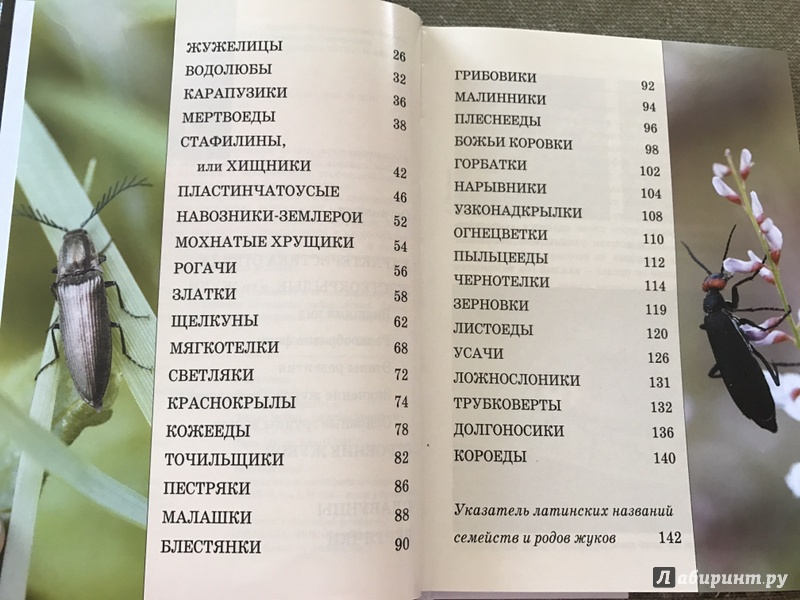 ЖУЖЕЛИЦЫ 26
ВОДОЛЮБЫ 32
КАРАПУЗИКИ 36
МЕРТВОЕДЫ 38
СТАФИЛИНЫ,
или ХИЩНИКИ 42
ПЛАСТИНЧАТОУСЫЕ 46
НАВОЗНИКИ-ЗЕМЛЕРОИ 52
МОХНАТЫЕ ХРУЩИКИ 54
РОГАЧИ 56
ЗЛАТКИ 58
ЩЕЛКУНЫ 62
МЯГКОТЕЛКИ 68
СВЕТЛЯКИ 72
КРАСНОКРЫЛЫ 74
КОЖЕЕДЫ 78
ТОЧИЛЬЩИКИ 82
ПЕСТРЯКИ 86
МАЛАШКИ 88
БЛЕСТЯНКИ 90
ГРИБОВИКИ 92
МАЛИННИКИ 94
ПЛЕСНЕЕДЫ 96
БОЖЬИ КОРОВКИ 98
ГОРБАТКИ 102
НАРЫВНИКИ 104
УЗКОНАДКРЫЛКИ 108
ОГНЕЦВЕТКИ 110
ПЫЛЬЦЕЕДЫ 112
ЧЕРНОТЕЛКИ 114
ЗЕРНОВКИ 119
ЛИСТОЕДЫ 120
УСАЧИ 126
ЛОЖНОСЛОНИКИ 131
ТРУБКОВЕРТЫ 132
ДОЛГОНОСИКИ 136
КОРОЕДЫ 140
Указатель латинских названий
семейств и родов жуков 142
Лабиринт.ру